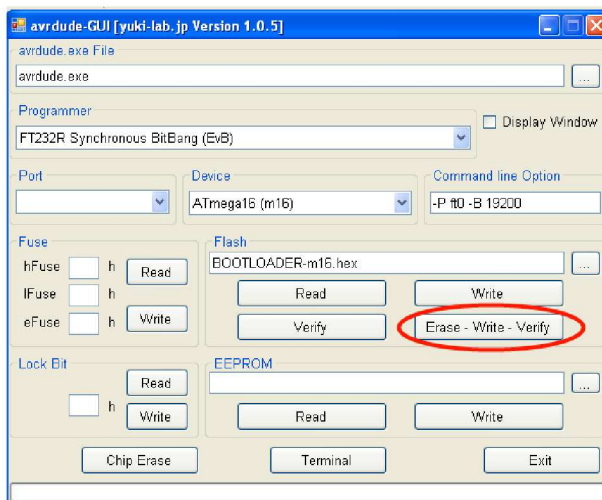 avrdude-GUI [yuki-lab.jp Version 1.0.5]
avrdude.exe File
avrdude.exe
...
Programmer
FT232R Synchronous BitBang (EvB)
Display Window
Port
Device
Command line Option
ATmega16 (m16)
-P ft0 -B 19200
Fuse
Flash
hFuse h Read
BOOTLOADER-m16.hex ...
lFuse
Read Write
eFuse h Write
Verify Erase - Write - Verify
Lock Bit
EEPROM
Read
...
h Write
Read Write
Chip Erase Terminal Exit